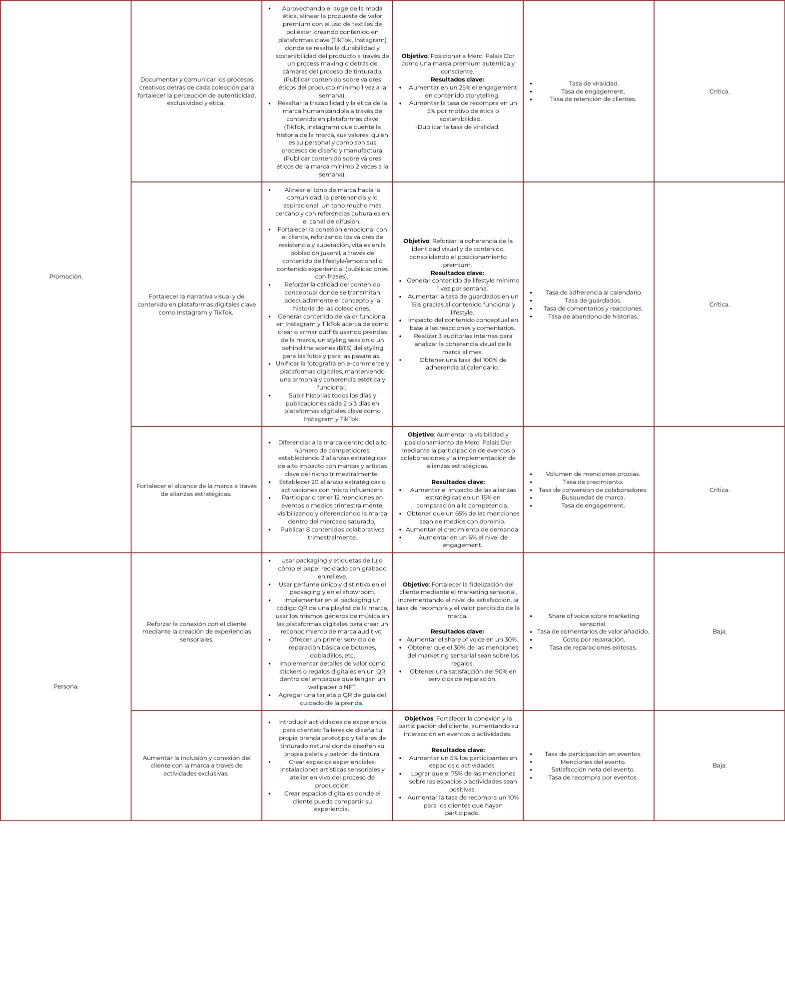 Promoción.
Documentar y comunicar los procesos
creativos detrás de cada colección para
fortalecer la percepción de autenticidad,
exclusividad y ética.
• Aprovechando el auge de la moda
ética, alinear la propuesta de valor
premium con el uso de textiles de
poliéster, creando contenido en
plataformas clave (TikTok, Instagram)
donde se resalte la durabilidad y
sostenibilidad del producto a través de
un process making o detrás de
cámaras del proceso de tinturado.
(Publicar contenido sobre valores
éticos del producto mínimo 1 vez a la
semana).
• Resaltar la trazabilidad y la ética de la
marca humanizándola a través de
contenido en plataformas clave
(TikTok, Instagram) que cuente la
historia de la marca, sus valores, quien
es su personal y como son sus
procesos de diseño y manufactura.
(Publicar contenido sobre valores
éticos de la marca mínimo 2 veces a la
semana).
Objetivo: Posicionar a Merci Palais Dor
como una marca premium autentica y
consciente.
Resultados clave:
• Aumentar en un 25% el engagement
en contenido storytelling.
• Aumentar la tasa de recompra en un
5% por motivo de ética o
sostenibilidad.
-Duplicar la tasa de viralidad.
• Tasa de viralidad.
• Tasa de engagement.
• Tasa de retención de clientes.
Crítica.
Fortalecer la narrativa visual y de
contenido en plataformas digitales clave
como Instagram y TikTok.
• Alinear el tono de marca hacía la
comunidad, la pertenencia y lo
aspiracional. Un tono mucho más
cercano y con referencias culturales en
el canal de difusión.
• Fortalecer la conexión emocional con
el cliente, reforzando los valores de
resistencia y superación, vitales en la
población juvenil, a través de
contenido de lifestyle/emocional o
contenido experiencial (publicaciones
con frases).
• Reforzar la calidad del contenido
conceptual donde se transmitan
adecuadamente el concepto y la
historia de las colecciones.
• Generar contenido de valor funcional
en Instagram y TikTok acerca de cómo
crear o armar outfits usando prendas
de la marca, un styling session o un
behind the scenes (BTS) del styling
para las fotos y para las pasarelas.
• Unificar la fotografía en e-commerce y
plataformas digitales, manteniendo
una armonía y coherencia estética y
funcional.
• Subir historias todos los días y
publicaciones cada 2 o 3 días en
plataformas digitales clave como
Instagram y TikTok.
Objetivo: Reforzar la coherencia de la
identidad visual y de contenido,
consolidando el posicionamiento
premium.
Resultados clave:
• Generar contenido de lifestyle mínimo
1 vez por semana.
• Aumentar la tasa de guardados en un
15% gracias al contenido funcional y
lifestyle.
• Impacto del contenido conceptual en
base a las reacciones y comentarios.
• Realizar 3 auditorías internas para
analizar la coherencia visual de la
marca al mes.
• Obtener una tasa del 100% de
adherencia al calendario.
• Tasa de adherencia al calendario.
• Tasa de guardados.
• Tasa de comentarios y reacciones.
• Tasa de abandono de historias.
Crítica.
Fortalecer el alcance de la marca a través
de alianzas estratégicas.
• Diferenciar a la marca dentro del alto
número de competidores,
estableciendo 2 alianzas estratégicas
de alto impacto con marcas y artistas
clave del nicho trimestralmente.
• Establecer 20 alianzas estratégicas o
activaciones con micro influencers.
• Participar o tener 12 menciones en
eventos o medios trimestralmente,
visibilizando y diferenciando la marca
dentro del mercado saturado.
• Publicar 8 contenidos colaborativos
trimestralmente.
Objetivo: Aumentar la visibilidad y
posicionamiento de Merci Palais Dor
mediante la participación de eventos o
colaboraciones y la implementación de
alianzas estratégicas.
Resultados clave:
• Aumentar el impacto de las alianzas
estratégicas en un 15% en
comparación a la competencia.
• Obtener que un 65% de las menciones
sean de medios con dominio.
• Aumentar el crecimiento de demanda.
• Aumentar en un 6% el nivel de
engagement.
• Volumen de menciones propias.
• Tasa de crecimiento.
• Tasa de conversion de colaboradores.
• Busquedas de marca.
• Tasa de engagement.
Crítica.
Persona.
Reforzar la conexión con el cliente
mediante la creación de experiencias
sensoriales.
• Usar packaging y etiquetas de lujo,
cómo el papel reciclado con grabado
en relieve.
• Usar perfume único y distintivo en el
packaging y en el showroom.
• Implementar en el packaging un
código QR de una playlist de la marca,
usar los mismos géneros de música en
las plataformas digitales para crear un
reconocimiento de marca auditivo.
• Ofrecer un primer servicio de
reparación básica de botones,
dobladillos, etc.
• Implementar detalles de valor como
stickers o regalos digitales en un QR
dentro del empaque que tengan un
wallpaper o NFT.
• Agregar una tarjeta o QR de guía del
cuidado de la prenda.
Objetivo: Fortalecer la fidelización del
cliente mediante el marketing sensorial,
incrementando el nivel de satisfacción, la
tasa de recompra y el valor percibido de la
marca.
Resultados clave:
• Aumentar el share of voice en un 30%.
• Obtener que el 30% de las menciones
del marketing sensorial sean sobre los
regalos.
• Obtener una satisfacción del 90% en
servicios de reparación.
• Share of voice sobre marketing
sensorial.
• Tasa de comentarios de valor añadido.
• Costo por reparación.
• Tasa de reparaciones exitosas.
Baja.
Aumentar la inclusión y conexión del
cliente con la marca a través de
actividades exclusivas.
• Introducir actividades de experiencia
para clientes: Talleres de diseña tu
propia prenda prototipo y talleres de
tinturado natural donde diseñen su
propia paleta y patrón de tintura.
• Crear espacios experienciales:
Instalaciones artísticas sensoriales y
atelier en vivo del proceso de
producción.
• Crear espacios digitales donde el
cliente pueda compartir su
experiencia.
Objetivos: Fortalecer la conexión y la
participación del cliente, aumentando su
interacción en eventos o actividades.
Resultados clave:
• Aumentar un 5% los participantes en
espacios o actividades.
• Lograr que el 75% de las menciones
sobre los espacios o actividades sean
positivas.
• Aumentar la tasa de recompra un 10%
para los clientes que hayan
participado.
• Tasa de participación en eventos.
• Menciones del evento.
• Satisfacción neta del evento.
• Tasa de recompra por eventos.
Baja.